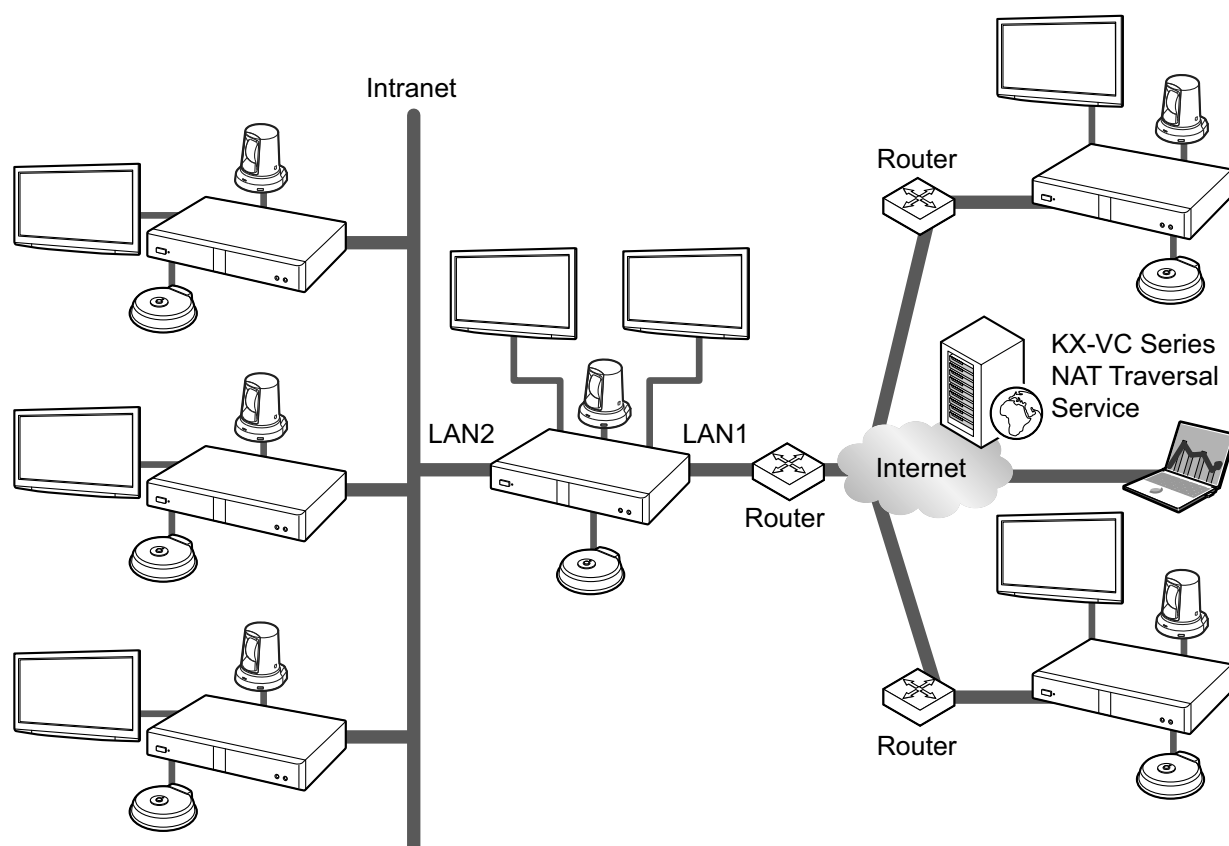 Intranet
Router
KX-VC Series
NAT Traversal
Service
LAN2
LAN1
Internet
Router
Router